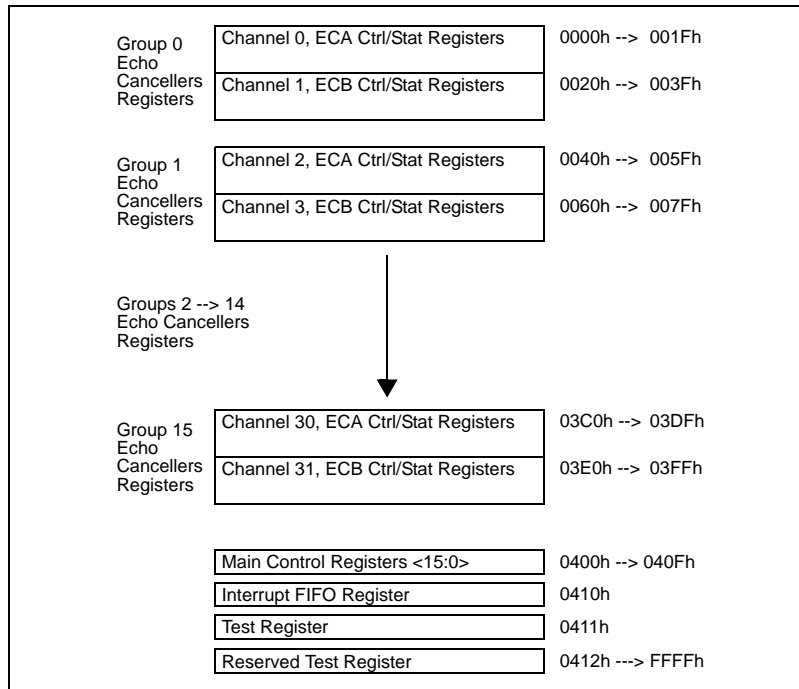 Group 0
Echo
Cancellers
Registers
Channel 0, ECA Ctrl/Stat Registers
0000h --> 001Fh
Channel 1, ECB Ctrl/Stat Registers
0020h --> 003Fh
Group 1
Echo
Cancellers
Registers
Channel 2, ECA Ctrl/Stat Registers
0040h --> 005Fh
Channel 3, ECB Ctrl/Stat Registers
0060h --> 007Fh
Groups 2 --> 14
Echo Cancellers
Registers
Group 15
Echo
Cancellers
Registers
Channel 30, ECA Ctrl/Stat Registers
03C0h --> 03DFh
Channel 31, ECB Ctrl/Stat Registers
03E0h --> 03FFh
Main Control Registers <15:0>
0400h --> 040Fh
Interrupt FIFO Register
0410h
Test Register
0411h
Reserved Test Register
0412h ---> FFFFh